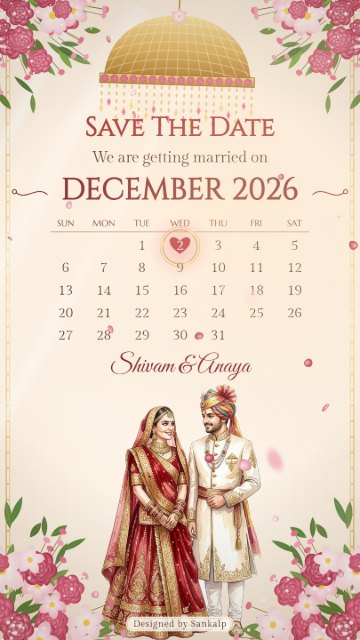 SAVE THE DATE
We are getting married on
DECEMBER 2026
SUN MON TUE WED THU FRI SAT
1 2 3 4 5
6 7 8 9 10 11 12
13 14 15 16 17 18 19
20 21 22 23 24 25 26
27 28 29 30 31
Shivam & Anaya
Designed by Sankalp